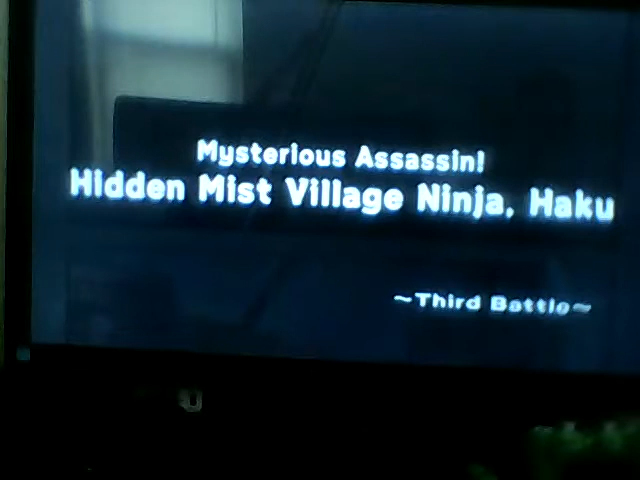 Mysterious Assassin!
Hidden Mist Village Ninja, Haku
~Third Battle~